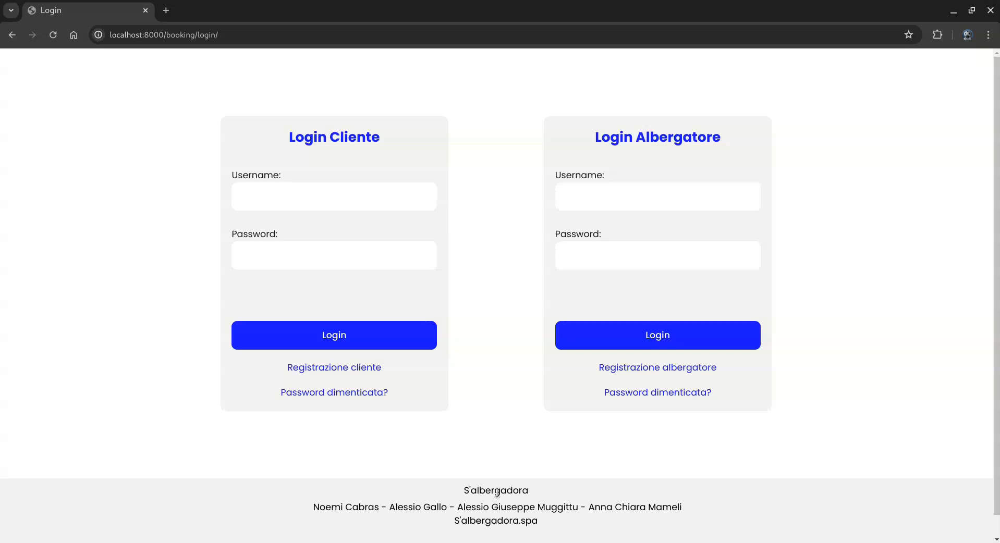 Login
localhost:8000/booking/login/
Login Cliente
Username:
Password:
Login
Registrazione cliente
Password dimenticata?
Login Albergatore
Username:
Password:
Login
Registrazione albergatore
Password dimenticata?
S'albergadora
Noemi Cabras - Alessio Gallo - Alessio Giuseppe Muggittu - Anna Chiara Mameli
S'albergadora.spa